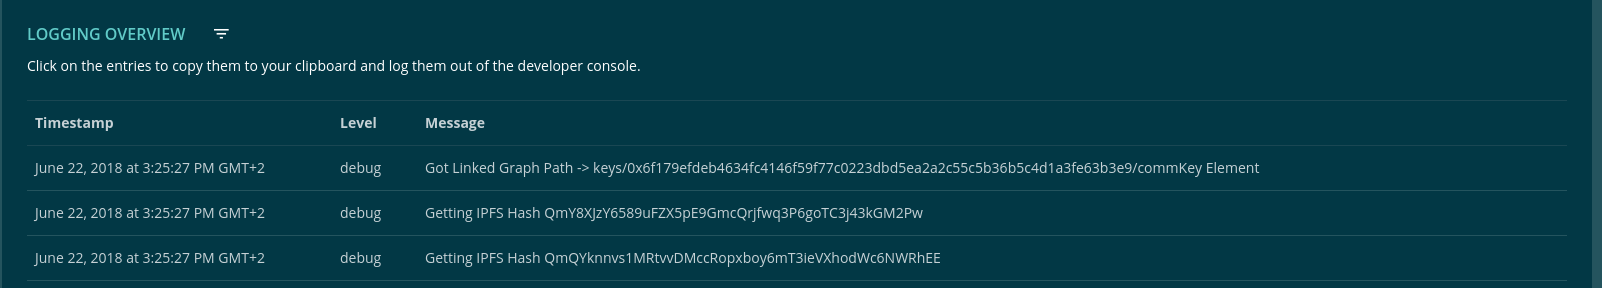 LOGGING OVERVIEW
Click on the entries to copy them to your clipboard and log them out of the developer console.
Timestamp Level Message
June 22, 2018 at 3:25:27 PM GMT+2 debug Got Linked Graph Path -> keys/0x6f179efdeb4634fc4146f59f77c0223dbd5ea2a2c55c5b36b5c4d1a3fe63b3e9/commKey Element
June 22, 2018 at 3:25:27 PM GMT+2 debug Getting IPFS Hash QmY8XJzY6589uFZX5pE9GmcQrjfwq3P6goTC3j43kGM2Pw
June 22, 2018 at 3:25:27 PM GMT+2 debug Getting IPFS Hash QmQYknnvs1MRtvvDMccRopxboy6mT3ieVXhodWc6NWRhEE